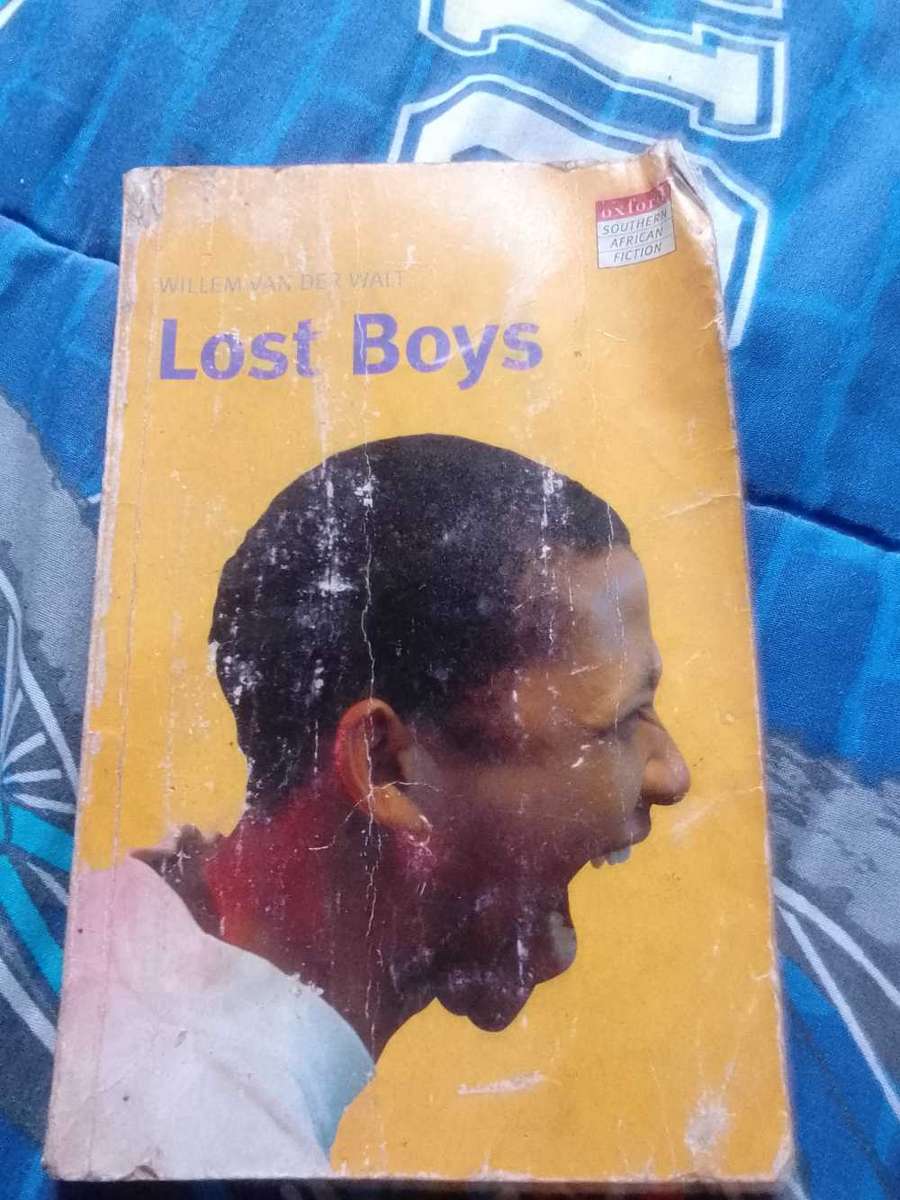 oxford
SOUTHERN
AFRICAN
FICTION
WILLEM VAN DER WALT
Lost Boys